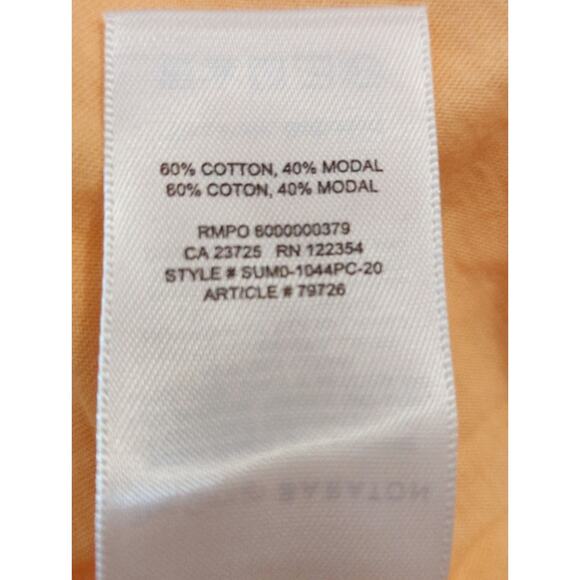 60% COTTON, 40% MODAL
60% COTON, 40% MODAL
RMPO 6000000379
CA 23725 RN 122354
STYLE # SUM0-1044PC-20
ARTICLE # 79726